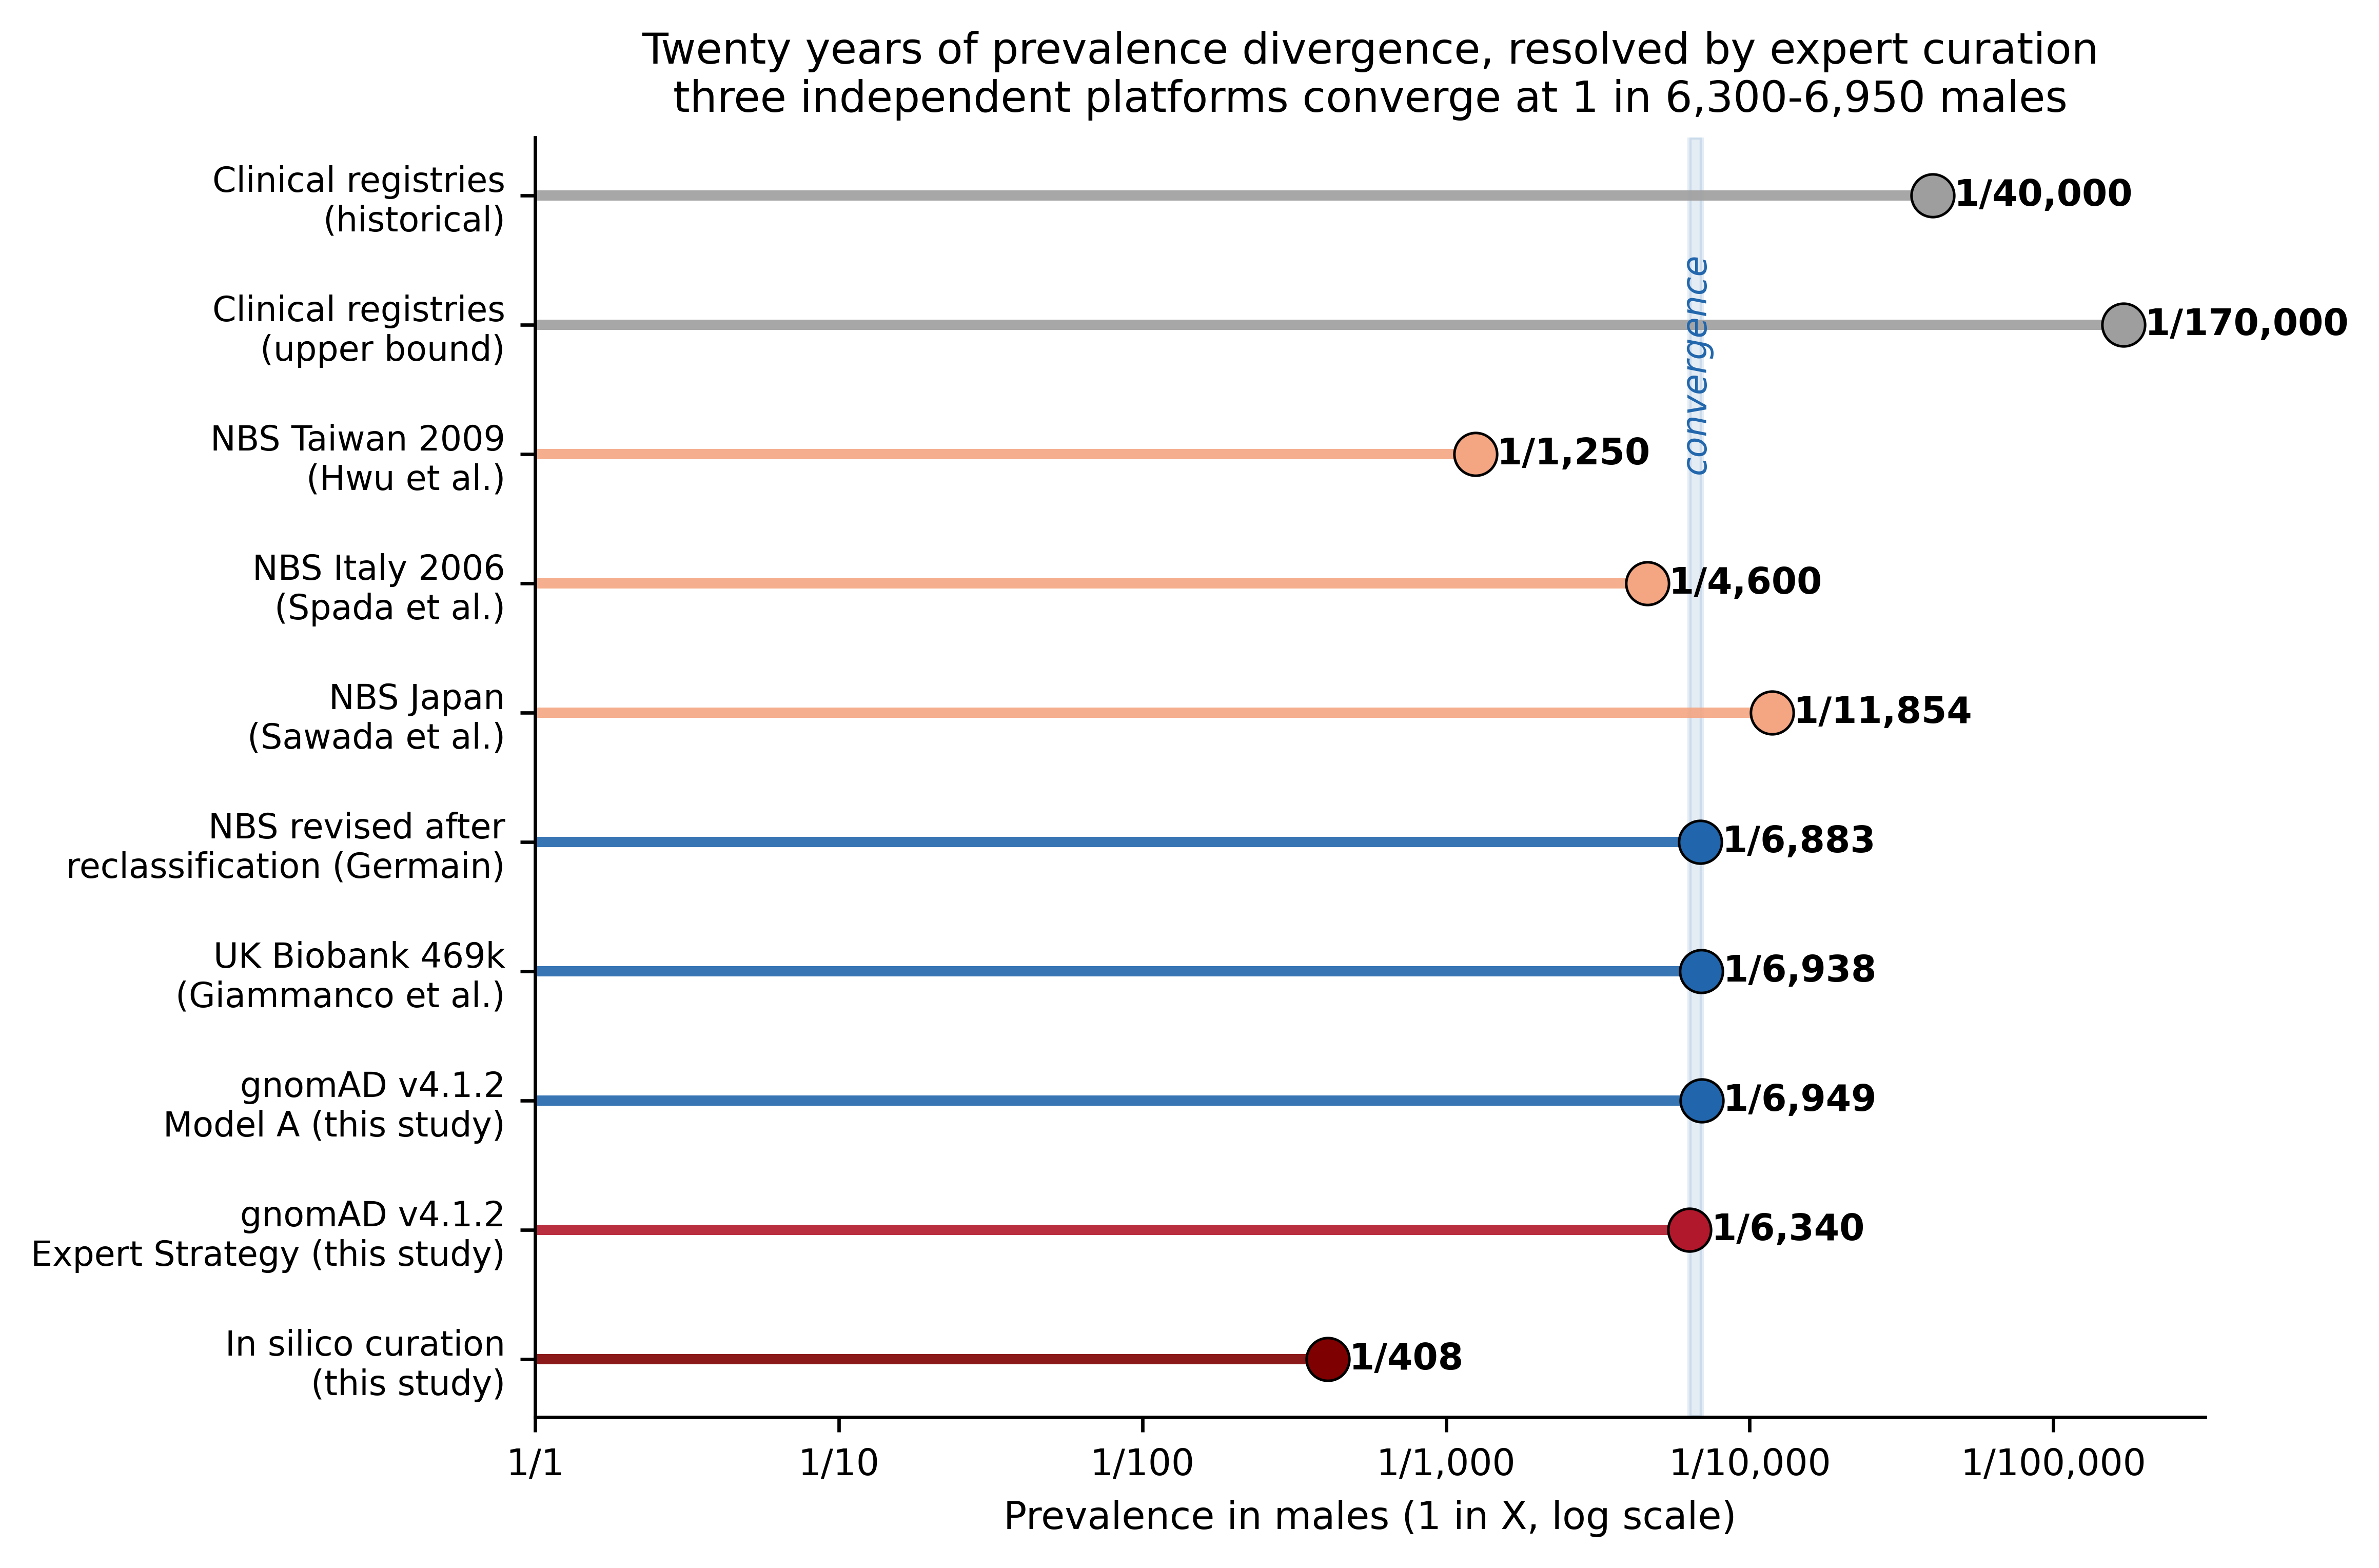 Twenty years of prevalence divergence, resolved by expert curation
three independent platforms converge at 1 in 6,300-6,950 males
Clinical registries
(historical)
1/40,000
Clinical registries
(upper bound)
1/170,000
convergence
NBS Taiwan 2009
(Hwu et al.)
1/1,250
NBS Italy 2006
(Spada et al.)
1/4,600
NBS Japan
(Sawada et al.)
1/11,854
NBS revised after
reclassification (Germain)
1/6,883
UK Biobank 469k
(Giammanco et al.)
1/6,938
gnomAD v4.1.2
Model A (this study)
1/6,949
gnomAD v4.1.2
Expert Strategy (this study)
1/6,340
In silico curation
(this study)
1/408
1/1
1/10
1/100
1/1,000
1/10,000
1/100,000
Prevalence in males (1 in X, log scale)